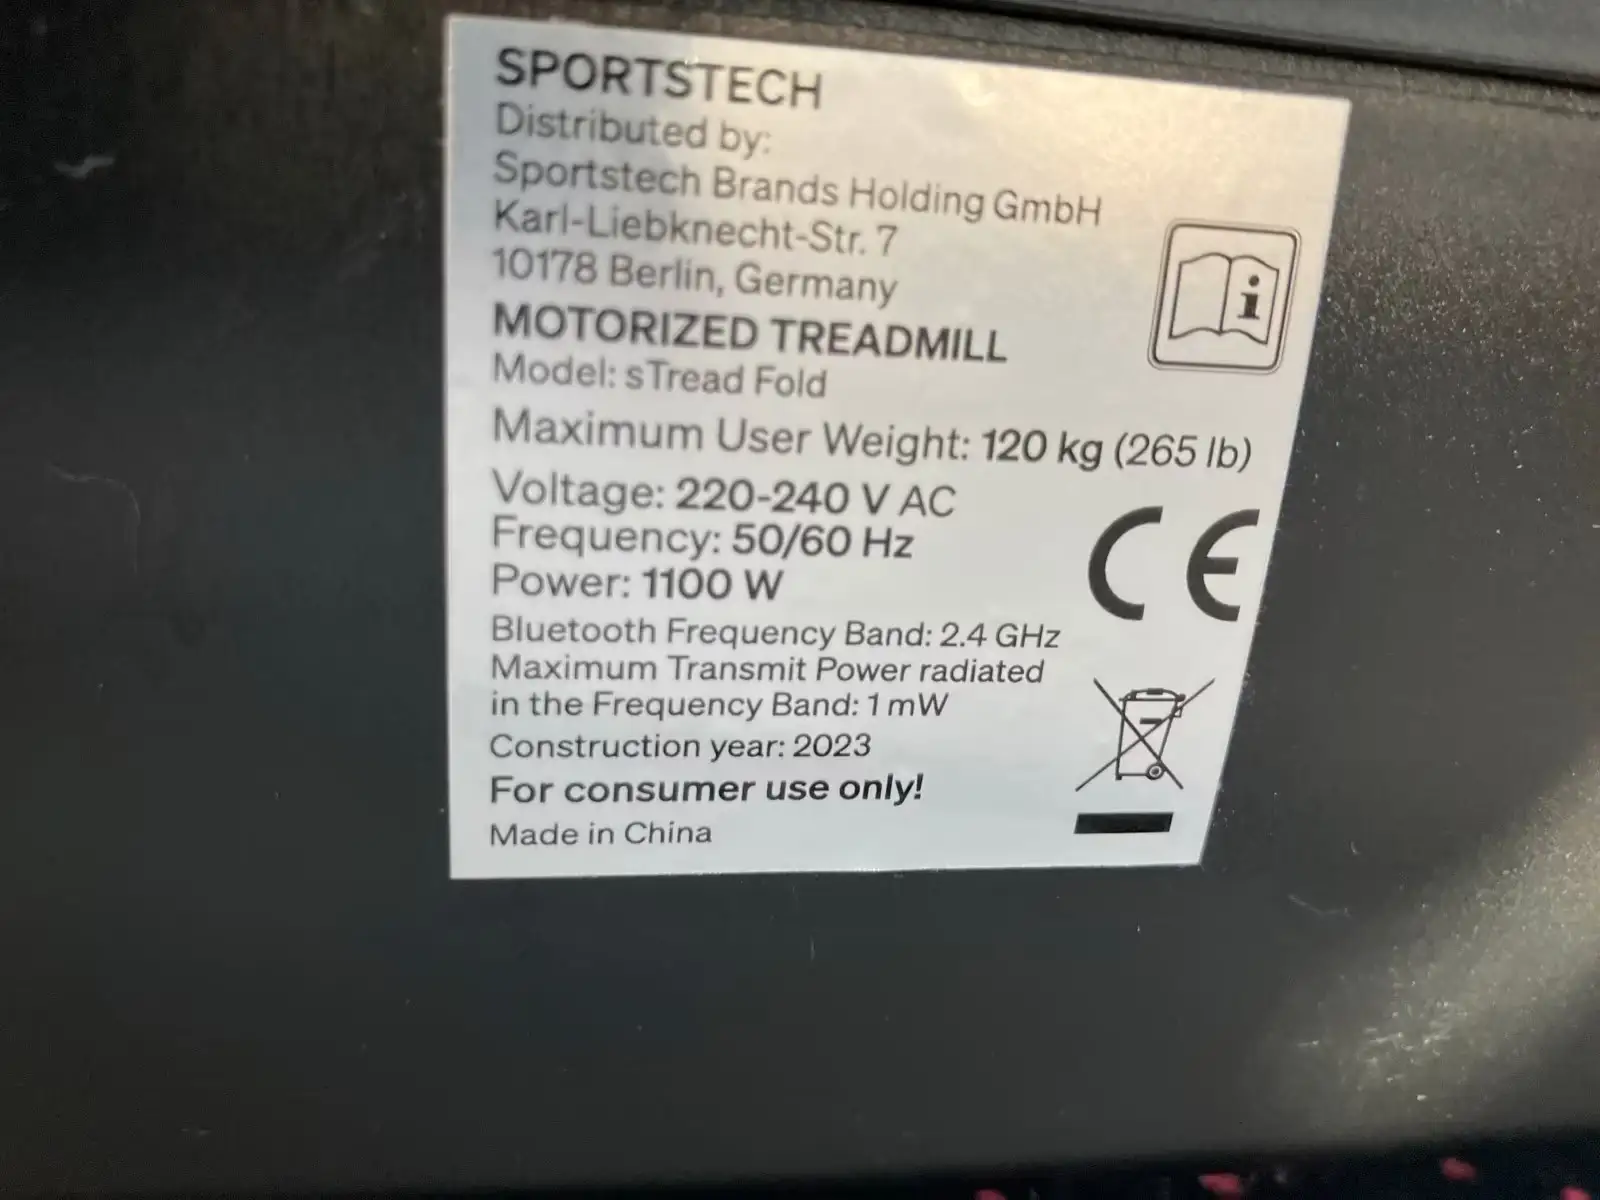 SPORTSTECH
Distributed by:
Sportstech Brands Holding GmbH
Karl-Liebknecht-Str. 7
10178 Berlin, Germany
MOTORIZED TREADMILL
Model: sTread Fold
Maximum User Weight: 120 kg (265 lb)
Voltage: 220-240 V AC
Frequency: 50/60 Hz
Power: 1100 W
Bluetooth Frequency Band: 2.4 GHz
Maximum Transmit Power radiated
in the Frequency Band: 1 mW
Construction year: 2023
For consumer use only!
Made in China
i
CE